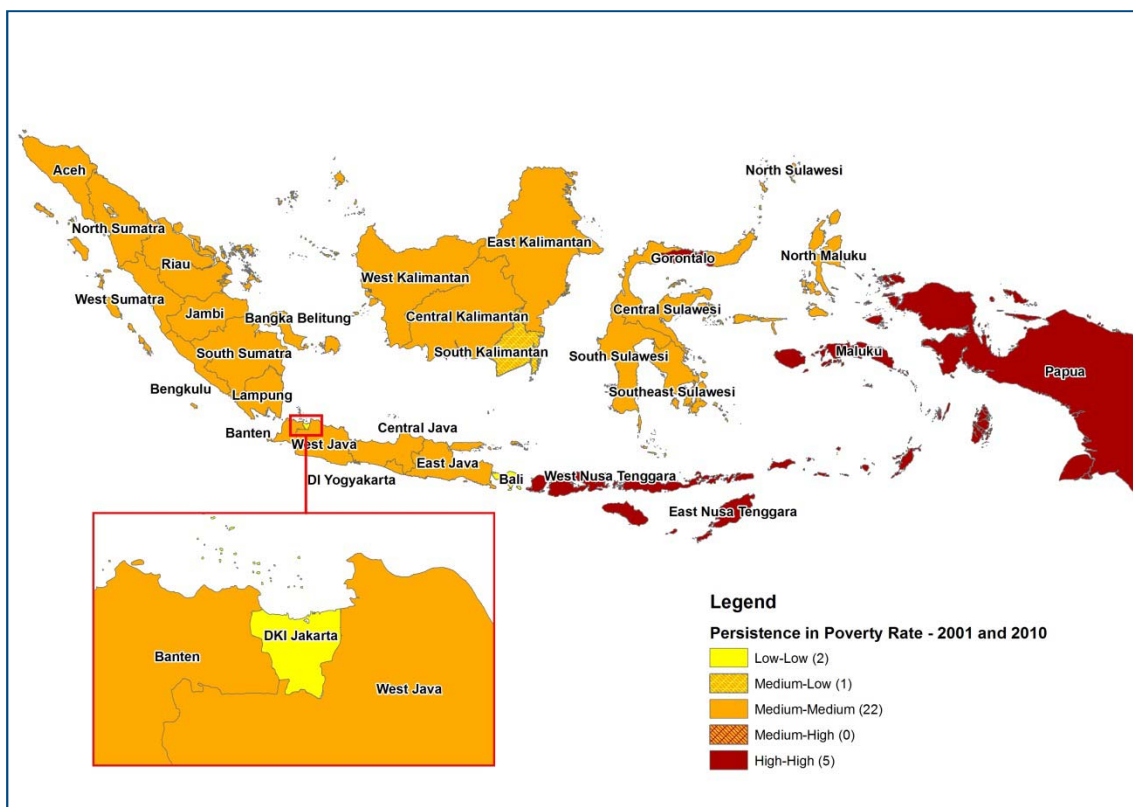 Aceh
North Sulawesi
North Sumatra
East Kalimantan
Riau
Gorontalo
North Maluku
West Kalimantan
West Sumatra
Jambi
Bangka Belitung
Central Kalimantan
Central Sulawesi
South Sumatra
South Kalimantan
South Sulawesi
Maluku
Papua
Bengkulu
Lampung
Southeast Sulawesi
Banten
Central Java
West Java
East Java
DI Yogyakarta
Bali
West Nusa Tenggara
East Nusa Tenggara
DKI Jakarta
Banten
West Java
Legend
Persistence in Poverty Rate - 2001 and 2010
Low-Low (2)
Medium-Low (1)
Medium-Medium (22)
Medium-High (0)
High-High (5)